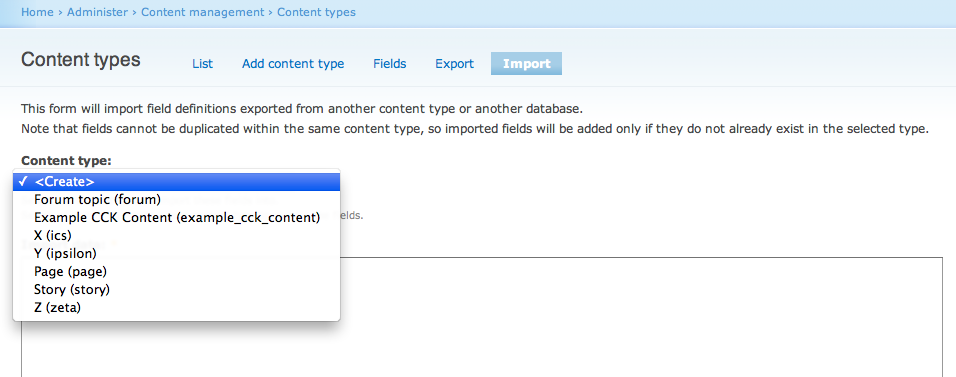 Home › Administer › Content management › Content types
Content types List Add content type Fields Export Import
This form will import field definitions exported from another content type or another database.
Note that fields cannot be duplicated within the same content type, so imported fields will be added only if they do not already exist in the selected type.
Content type:
✓ <Create>
Forum topic (forum)
Example CCK Content (example_cck_content)
X (ics)
Y (ipsilon)
Page (page)
Story (story)
Z (zeta)